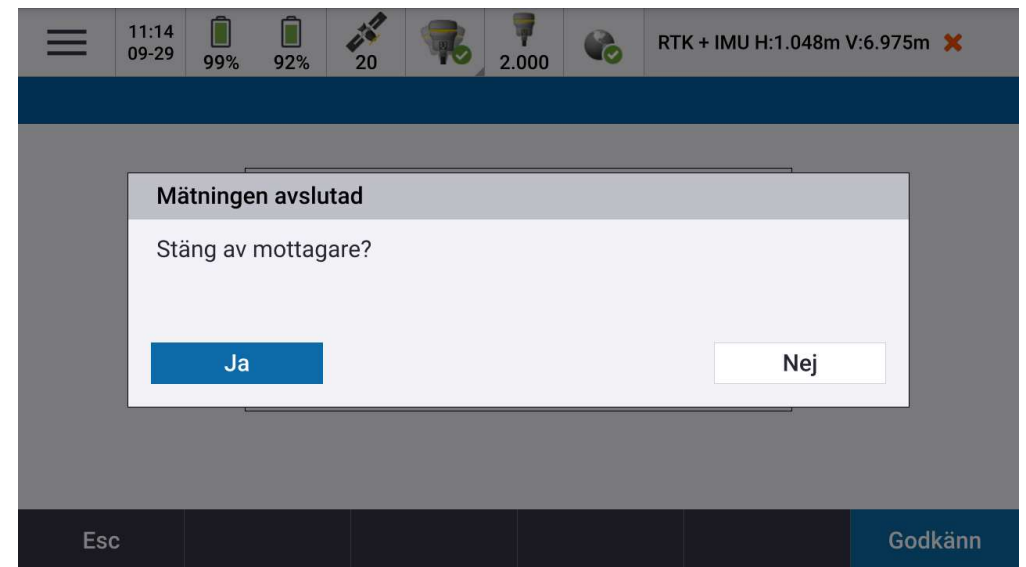 11:14
09-29
99%
92%
20
2.000
RTK + IMU H:1.048m V:6.975m
Mätningen avslutad
Stäng av mottagare?
Ja
Nej
Esc
Godkänn